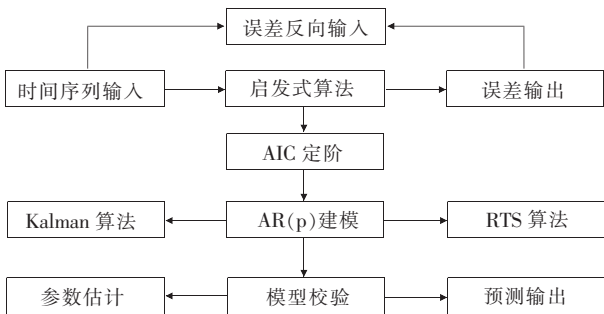 误差反向输入
时间序列输入
启发式算法
误差输出
AIC 定阶
Kalman 算法
AR(p)建模
RTS 算法
参数估计
模型校验
预测输出